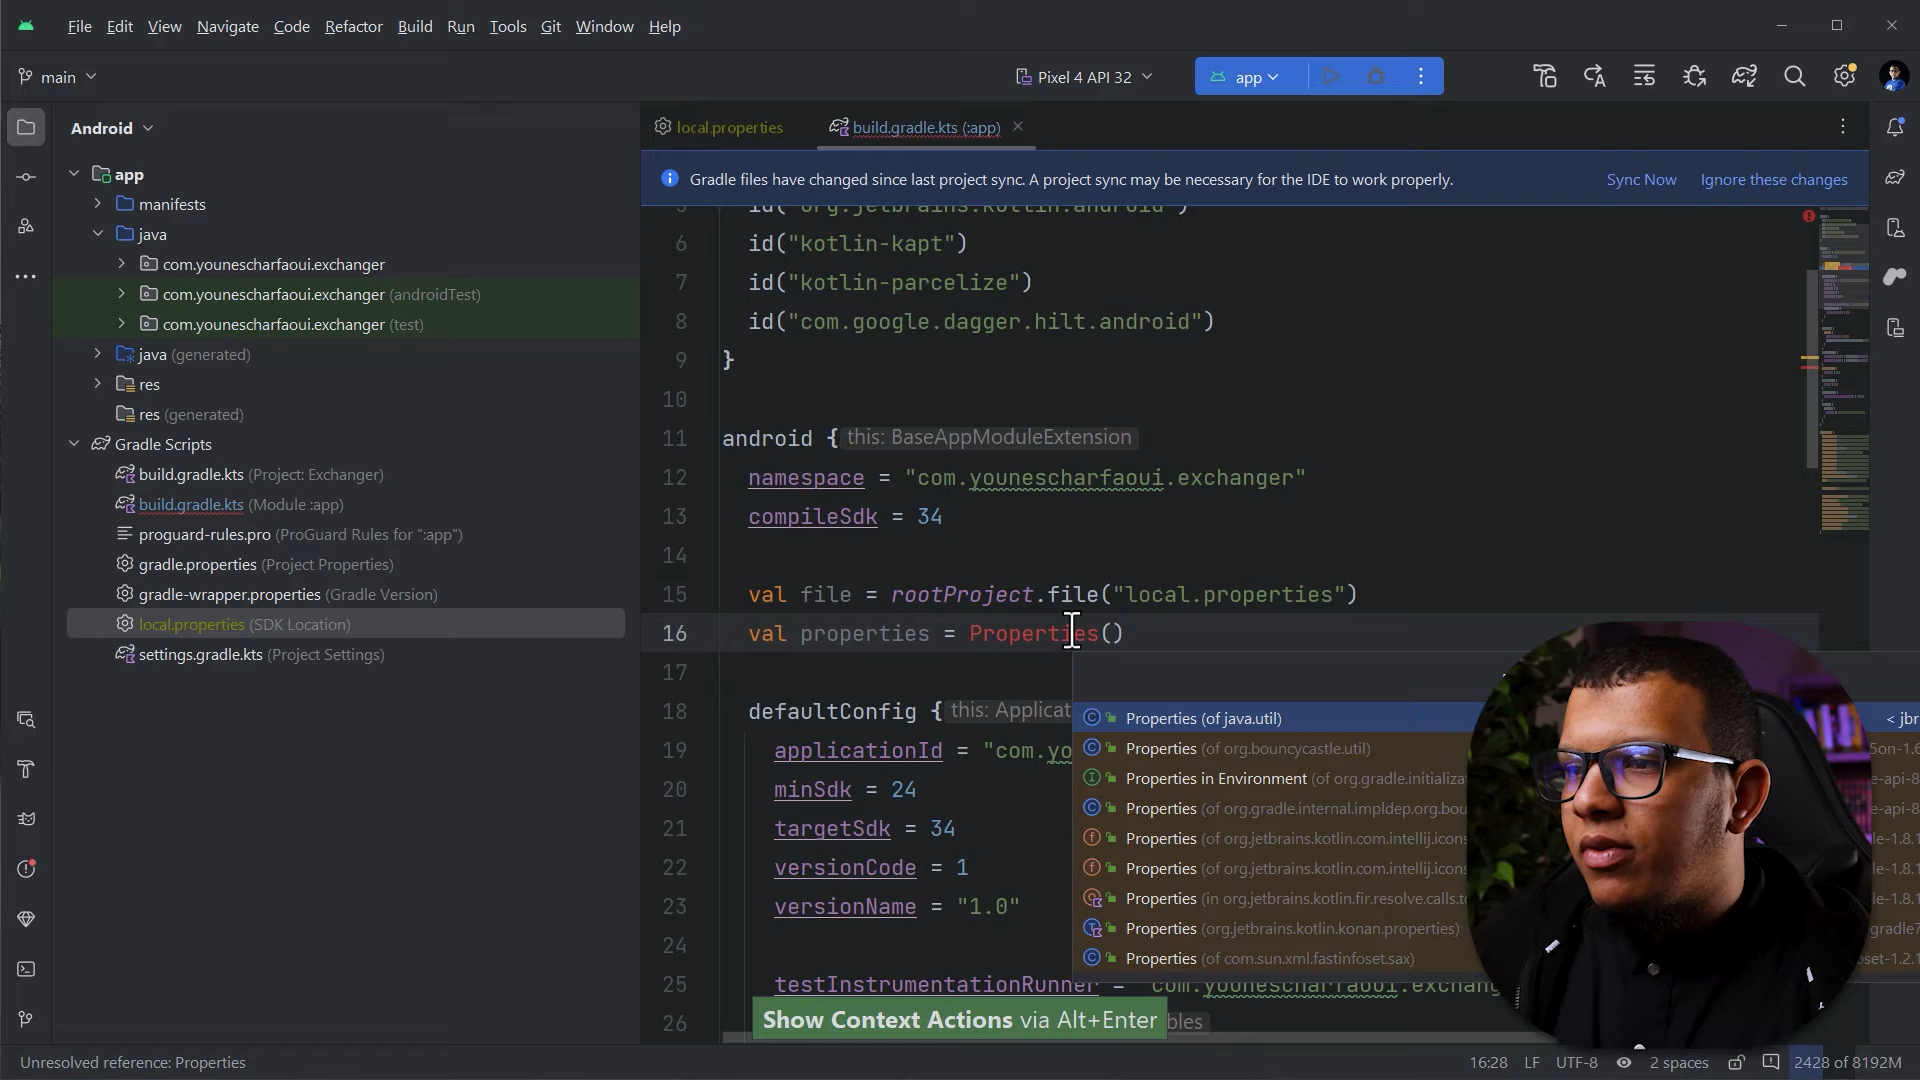 File Edit View Navigate Code Refactor Build Run Tools Git Window Help
main
Pixel 4 API 32
app
Android
local.properties
build.gradle.kts (:app)
Gradle files have changed since last project sync. A project sync may be necessary for the IDE to work properly.
Sync Now
Ignore these changes
app
manifests
java
com.younescharfaoui.exchanger
com.younescharfaoui.exchanger (androidTest)
com.younescharfaoui.exchanger (test)
java (generated)
res
res (generated)
Gradle Scripts
build.gradle.kts (Project: Exchanger)
build.gradle.kts (Module :app)
proguard-rules.pro (ProGuard Rules for ":app")
gradle.properties (Project Properties)
gradle-wrapper.properties (Gradle Version)
local.properties (SDK Location)
settings.gradle.kts (Project Settings)
id("org.jetbrains.kotlin.android")
6 id("kotlin-kapt")
7 id("kotlin-parcelize")
8 id("com.google.dagger.hilt.android")
9 }
10
11 android { this: BaseAppModuleExtension
12 namespace = "com.younescharfaoui.exchanger"
13 compileSdk = 34
14
15 val file = rootProject.file("local.properties")
16 val properties = Properties()
17
18 defaultConfig { this: Applicat
19 applicationId = "com.yo
20 minSdk = 24
21 targetSdk = 34
22 versionCode = 1
23 versionName = "1.0"
24
25 testInstrumentationRunner = "com.younescharfaoui.exchang
26
Properties (of java.util) < jbr
Properties (of org.bouncycastle.util)
Properties in Environment (of org.gradle.initializa
Properties (of org.gradle.internal.impldep.org.bou
Properties (of org.jetbrains.kotlin.com.intellij.icons
Properties (of org.jetbrains.kotlin.com.intellij.icons
Properties (in org.jetbrains.kotlin.fir.resolve.calls.to
Properties (org.jetbrains.kotlin.konan.properties)
Properties (of com.sun.xml.fastinfoset.sax)
Show Context Actions via Alt+Enter
bles
Unresolved reference: Properties
16:28 LF UTF-8 2 spaces 2428 of 8192M